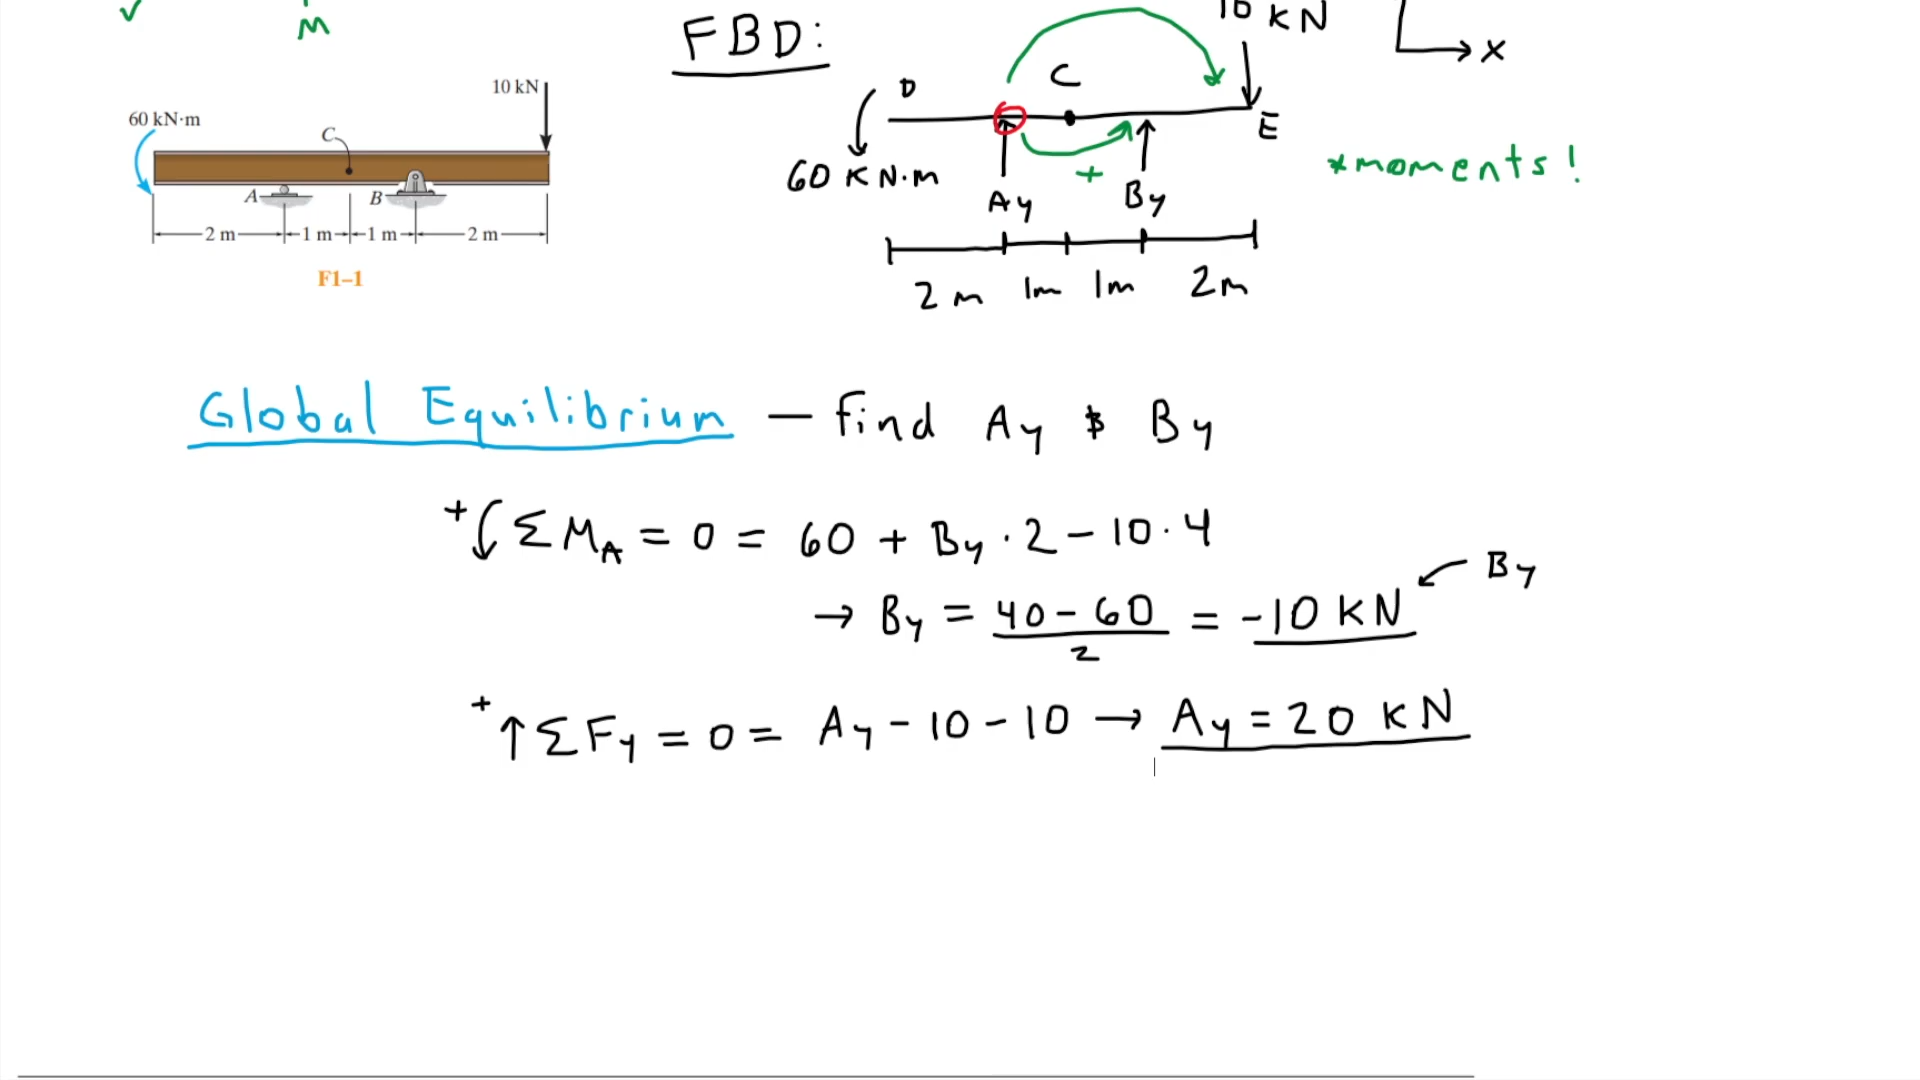 M
FBD:
10 kN
x
10 kN
60 kN·m
C
A
B
2 m
1 m
1 m
2 m
F1–1
D
C
E
60 KN·m
Ay
By
+
2m 1m 1m 2m
*moments!
Global Equilibrium — find Ay & By
+ ΣMA = 0 = 60 + By · 2 − 10 · 4
→ By = 40 − 60 / 2 = −10 KN
By
+ ↑ΣFy = 0 = Ay − 10 − 10 → Ay = 20 KN